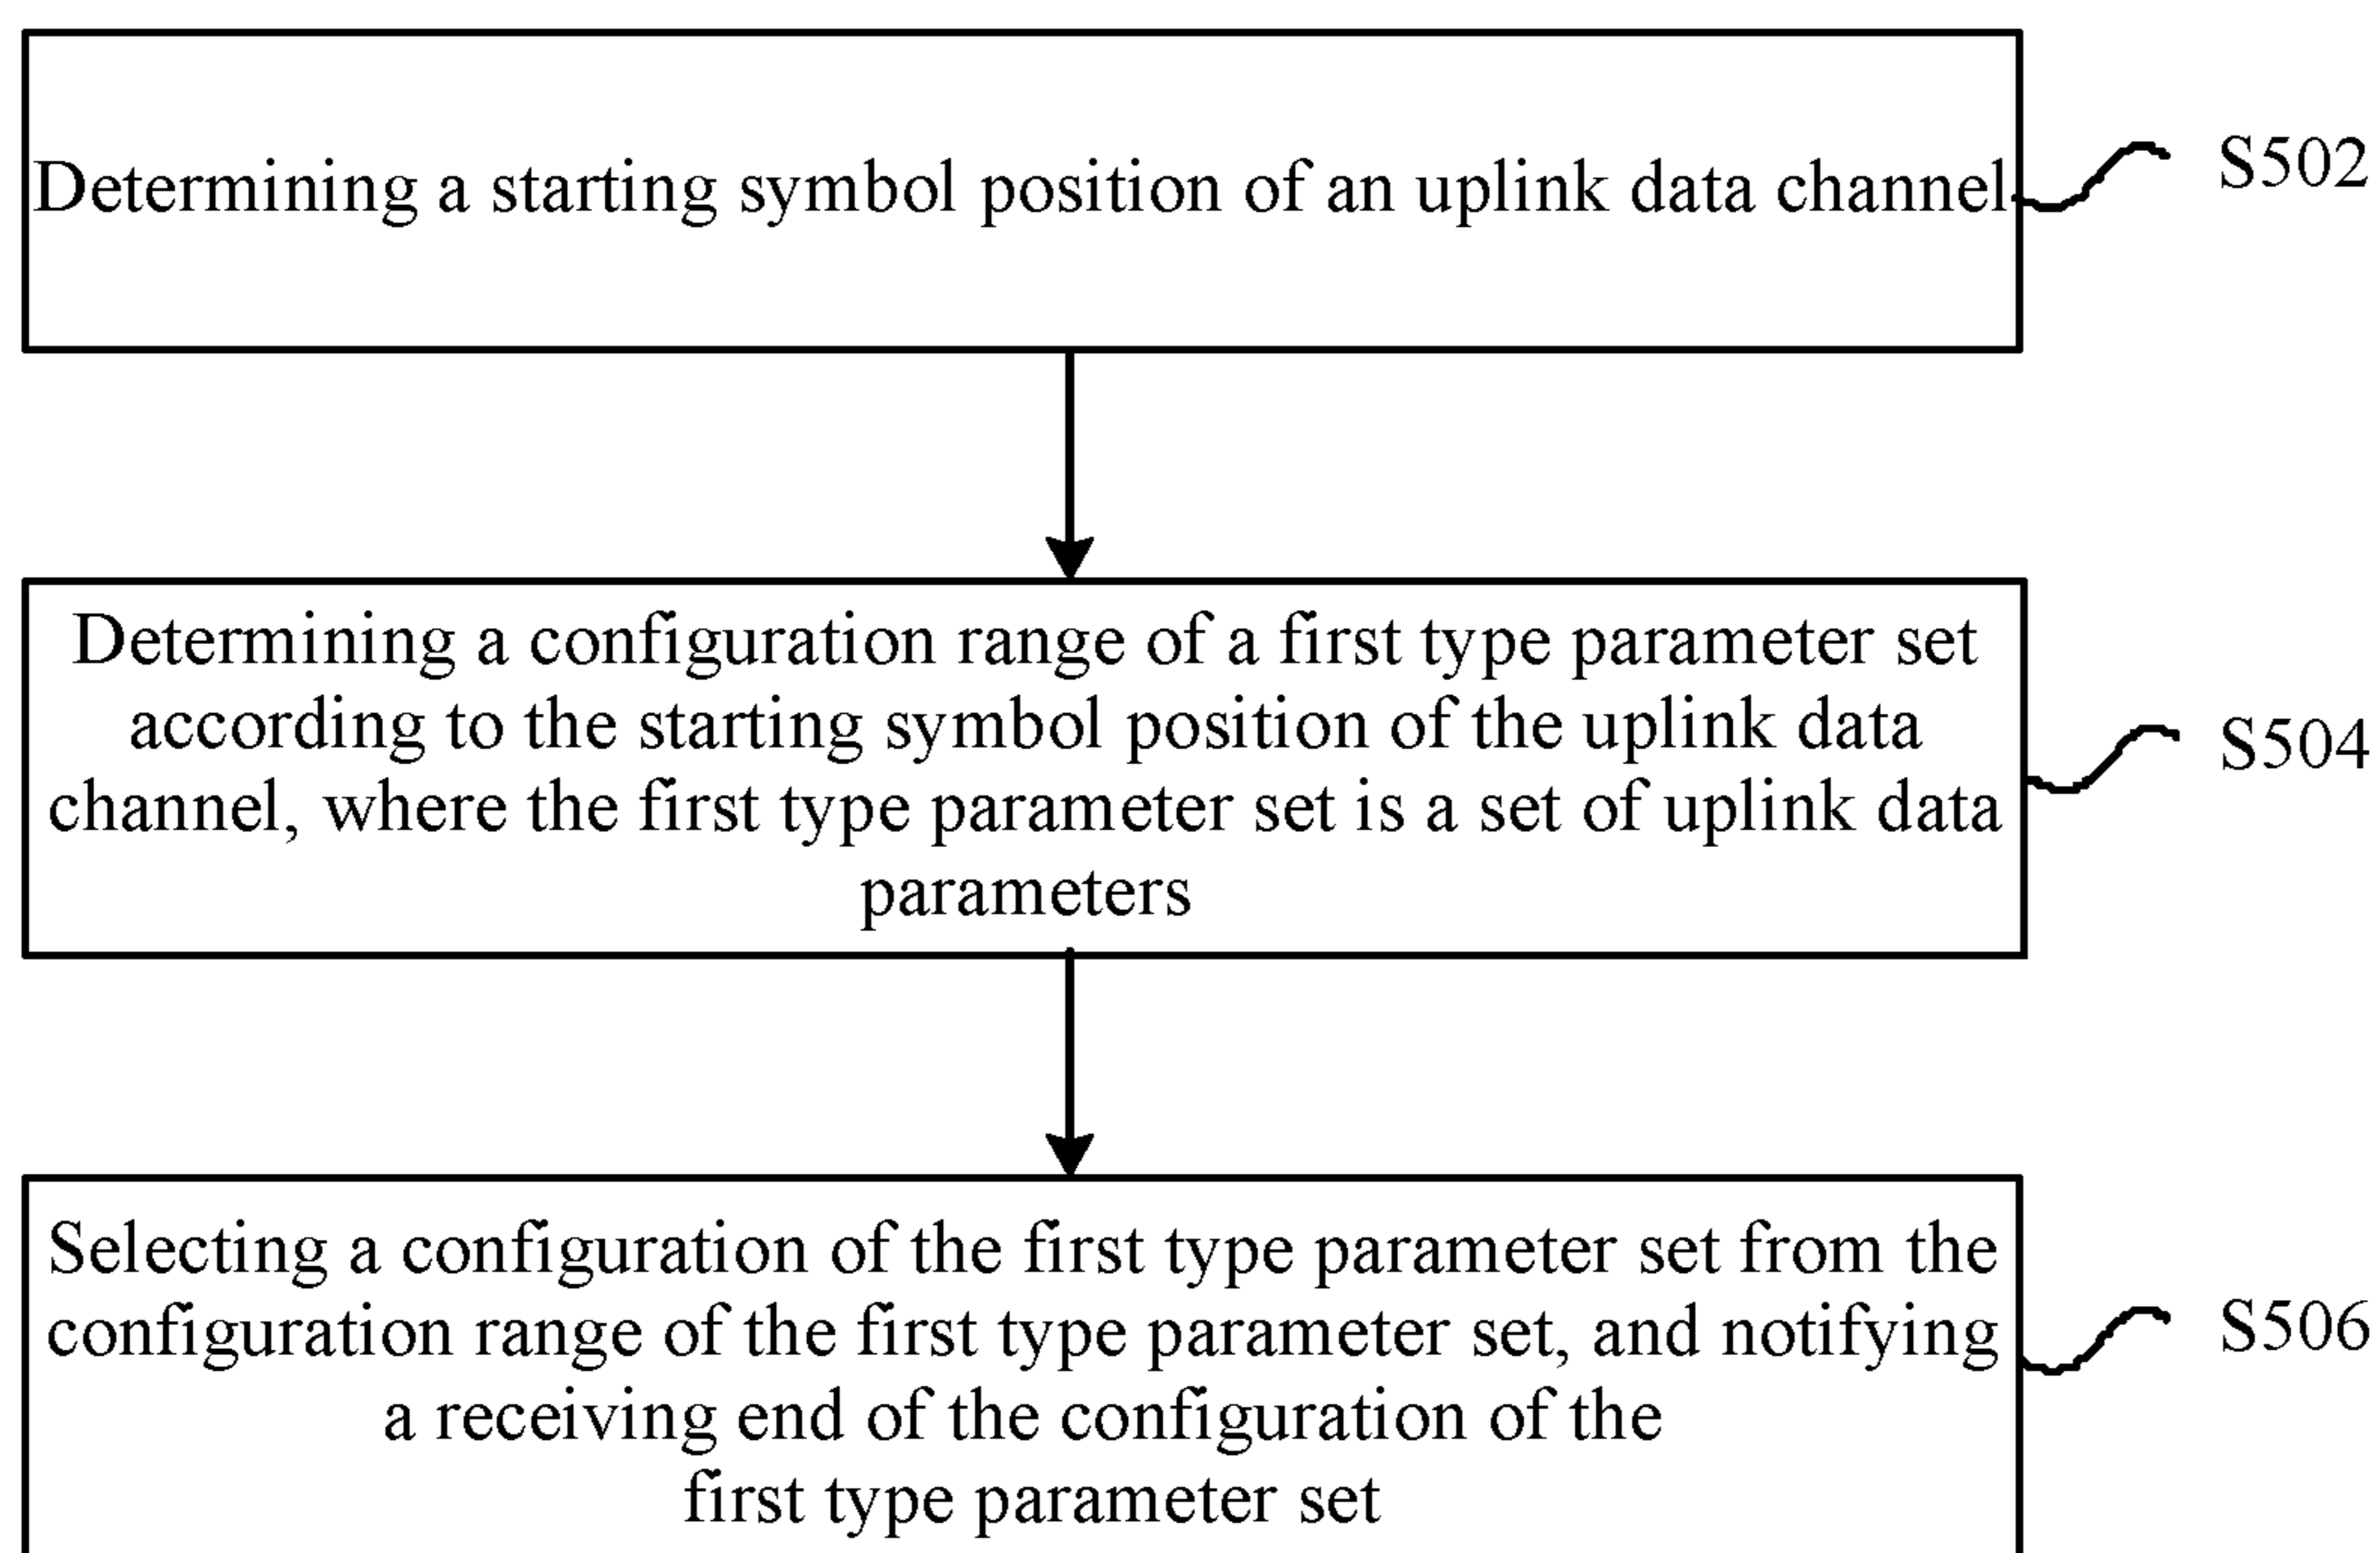 Determining a starting symbol position of an uplink data channel
S502
Determining a configuration range of a first type parameter set
according to the starting symbol position of the uplink data
channel, where the first type parameter set is a set of uplink data
parameters
S504
Selecting a configuration of the first type parameter set from the
configuration range of the first type parameter set, and notifying
a receiving end of the configuration of the
first type parameter set
S506